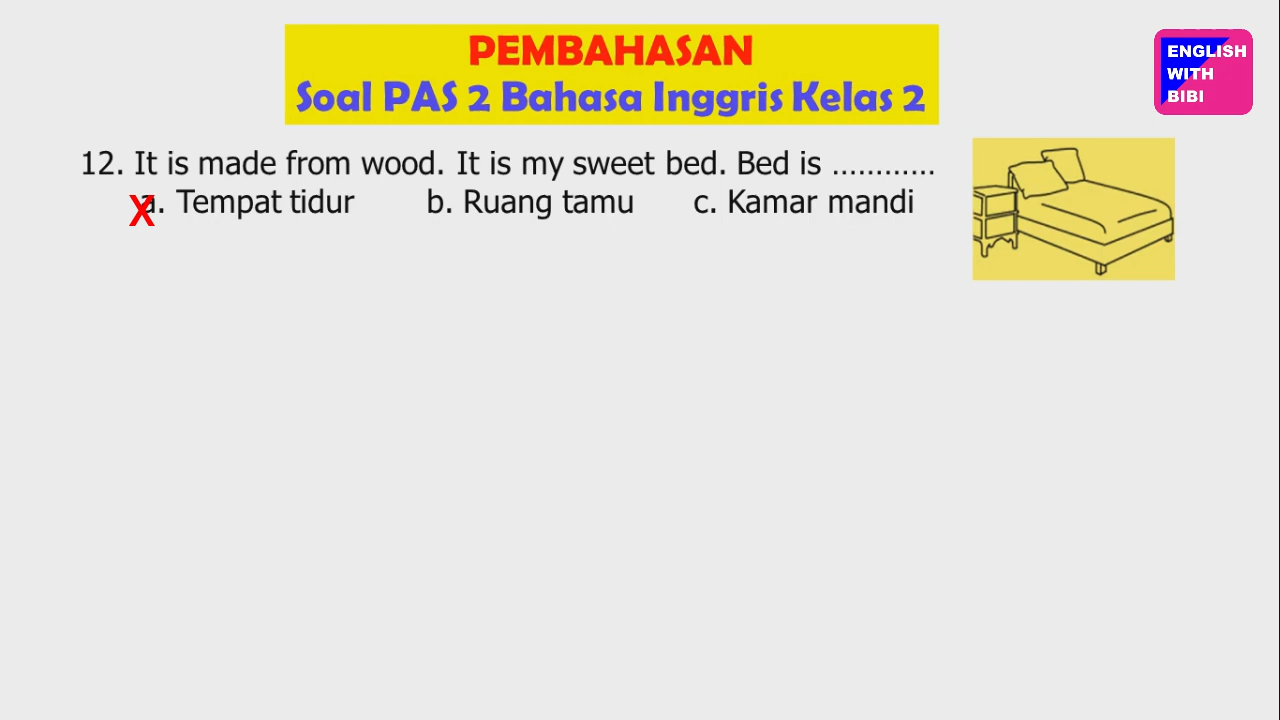 PEMBAHASAN
Soal PAS 2 Bahasa Inggris Kelas 2
ENGLISH
WITH
BIBI
12. It is made from wood. It is my sweet bed. Bed is …………
X a. Tempat tidur b. Ruang tamu c. Kamar mandi